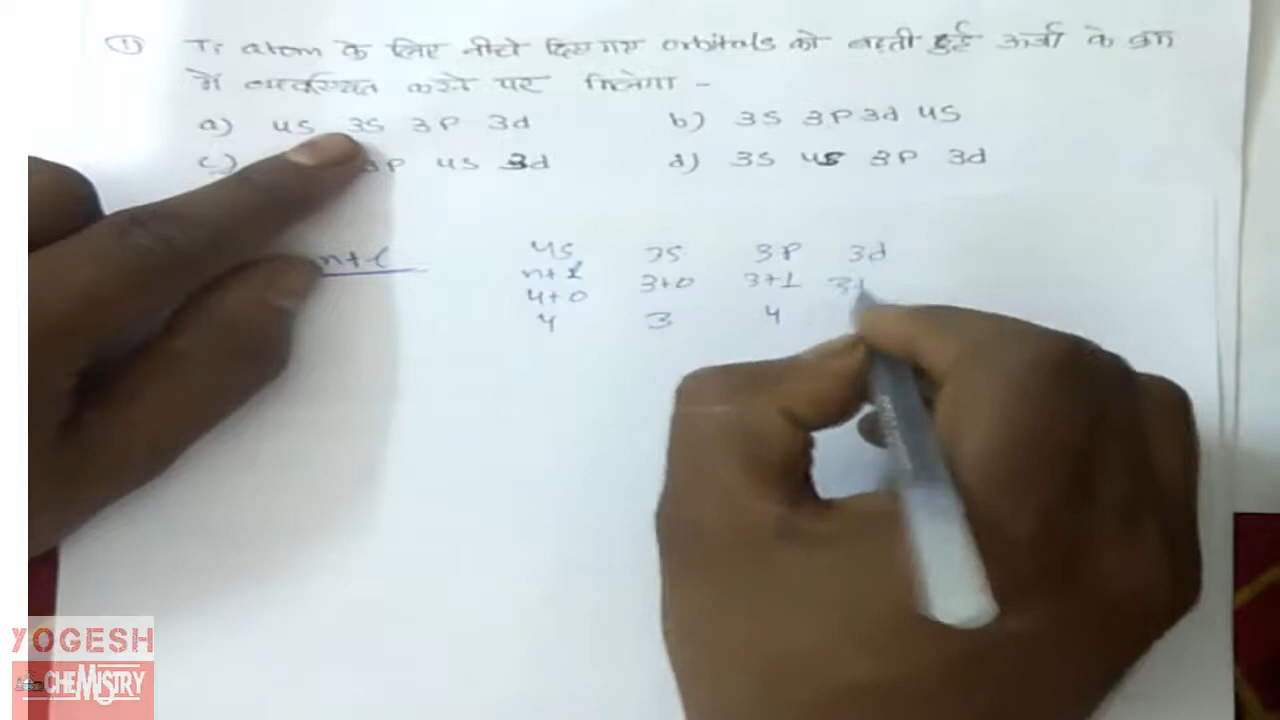 ① Ti atom के लिए नीचे दिए गए orbitals को बढ़ती हुई ऊर्जा के क्रम
में व्यवस्थित करने पर मिलेगा -
a) 4S 3S 3P 3d b) 3S 3P 3d 4S
c) 3P 4S 3d d) 3S 4S 3P 3d
n+l 4S 3S 3P 3d
n+l 3+0 3+1 3+
4+0
4 3 4
YOGESH
CHEMISTRY